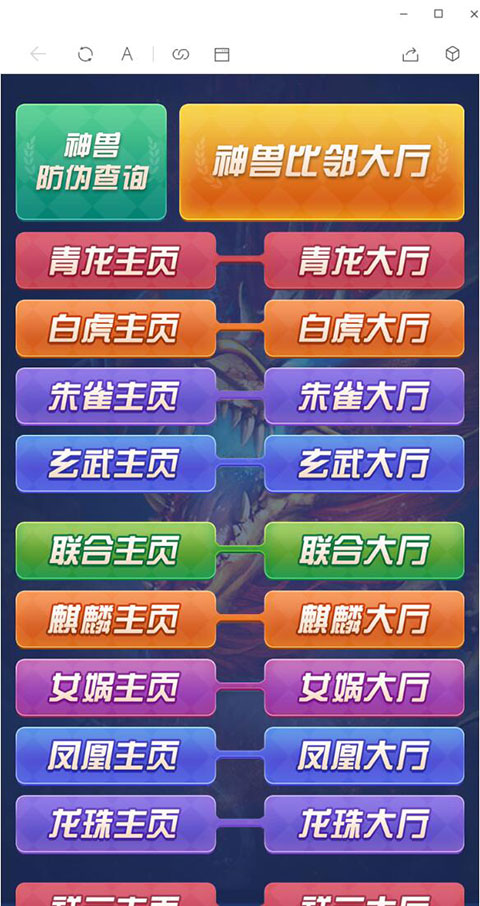 A
神兽
防伪查询
神兽比邻大厅
青龙主页
青龙大厅
白虎主页
白虎大厅
朱雀主页
朱雀大厅
玄武主页
玄武大厅
联合主页
联合大厅
麒麟主页
麒麟大厅
女娲主页
女娲大厅
凤凰主页
凤凰大厅
龙珠主页
龙珠大厅